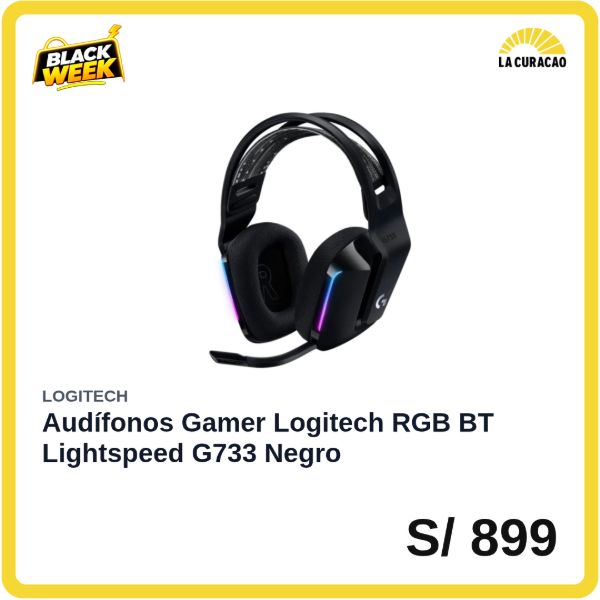 BLACK
WEEK
LA CURACAO
LOGITECH
Audífonos Gamer Logitech RGB BT
Lightspeed G733 Negro
S/ 899